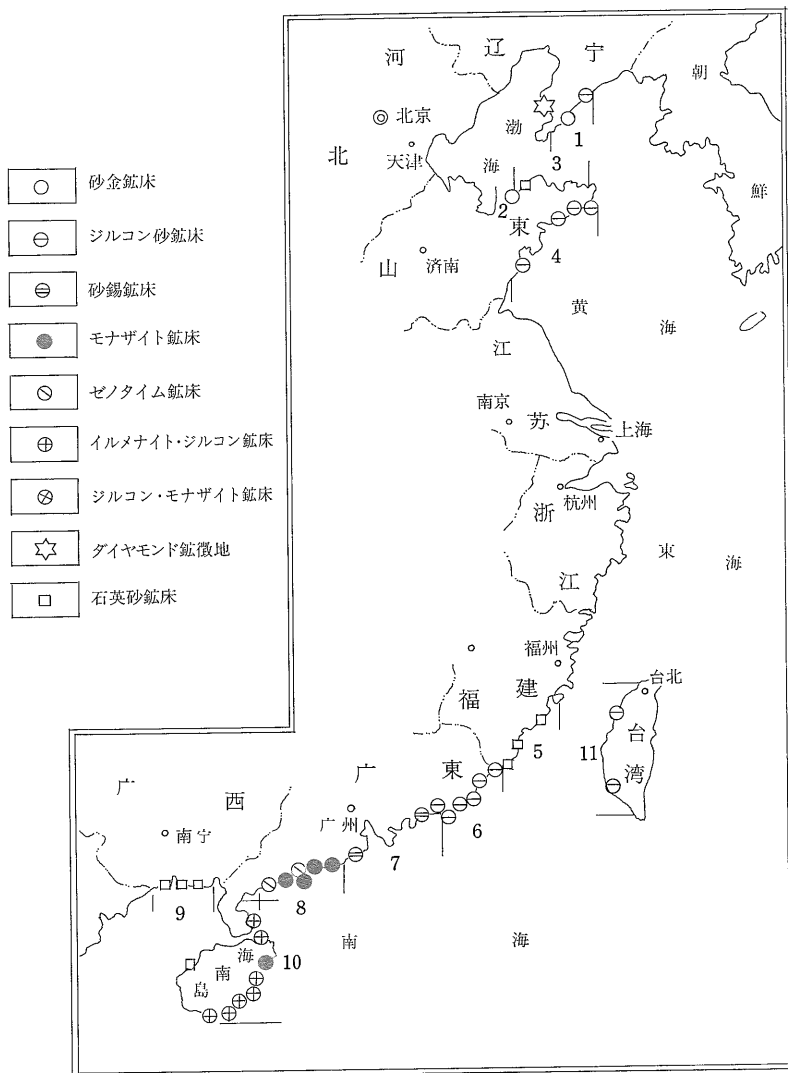 砂金鉱床
ジルコン砂鉱床
砂錫鉱床
モナザイト鉱床
ゼノタイム鉱床
イルメナイト・ジルコン鉱床
ジルコン・モナザイト鉱床
ダイヤモンド鉱徴地
石英砂鉱床
河北
辽宁
朝鮮
北京
天津
渤海
1
3
2
山東
済南
4
黄海
江苏
南京
上海
浙江
杭州
東海
福建
福州
台北
台湾
11
5
广東
广州
6
7
广西
南宁
8
9
南海
海南島
10